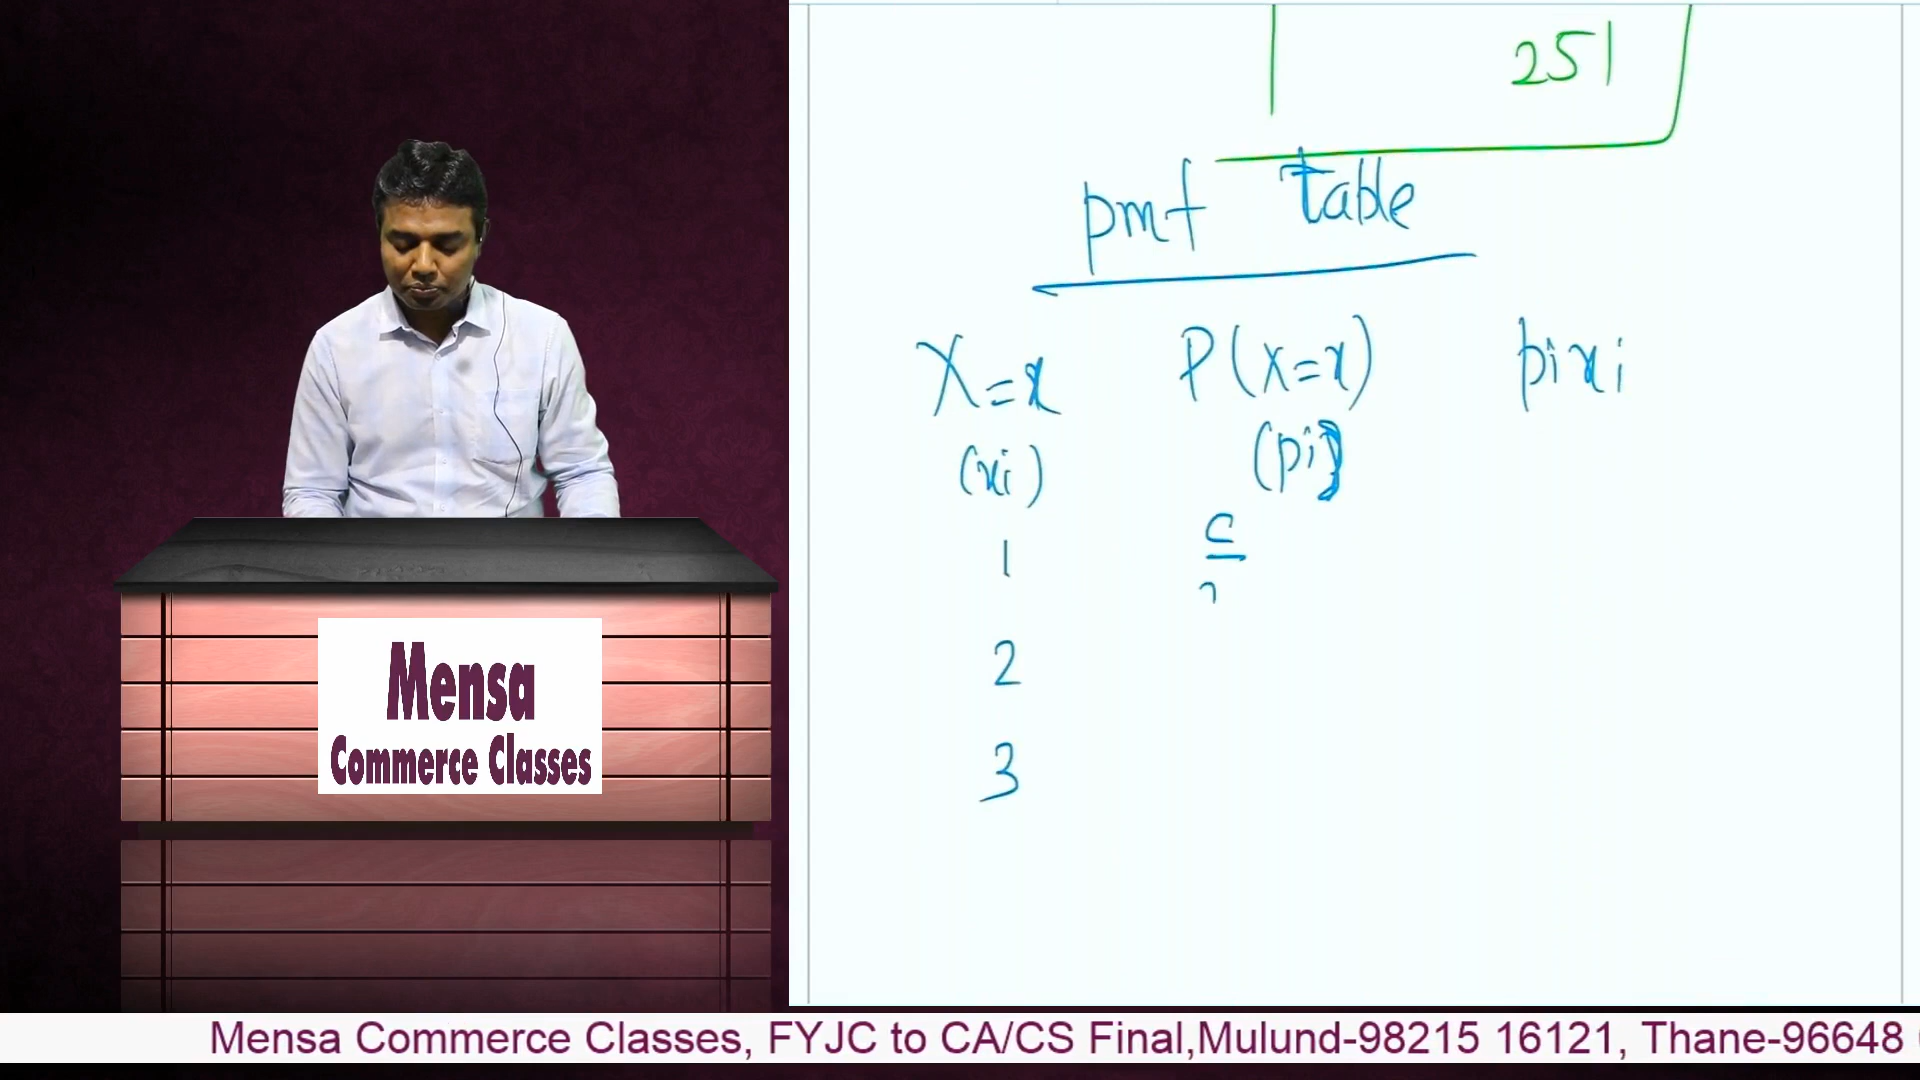 251
pmf table
X=x P(X=x) pixi
(xi) (pi)
1 c
2
3
Mensa
Commerce Classes
Mensa Commerce Classes, FYJC to CA/CS Final,Mulund-98215 16121, Thane-96648